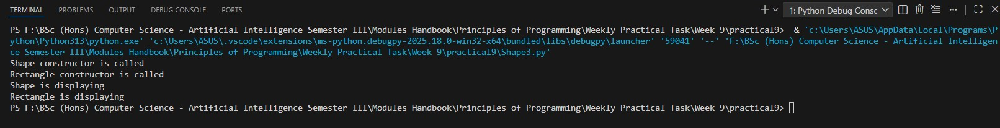 TERMINAL PROBLEMS OUTPUT DEBUG CONSOLE PORTS 1: Python Debug Consc
PS F:\BSc (Hons) Computer Science - Artificial Intelligence Semester III\Modules Handbook\Principles of Programming\Weekly Practical Task\Week 9\practical9>  & 'c:\Users\ASUS\AppData\Local\Programs\P
ython\Python313\python.exe' 'c:\Users\ASUS\.vscode\extensions\ms-python.debugpy-2025.18.0-win32-x64\bundled\libs\debugpy\launcher' '59041' '--' 'F:\BSc (Hons) Computer Science - Artificial Intelligen
ce Semester III\Modules Handbook\Principles of Programming\Weekly Practical Task\Week 9\practical9\Shape3.py'
Shape constructor is called
Rectangle constructor is called
Shape is displaying
Rectangle is displaying
PS F:\BSc (Hons) Computer Science - Artificial Intelligence Semester III\Modules Handbook\Principles of Programming\Weekly Practical Task\Week 9\practical9>